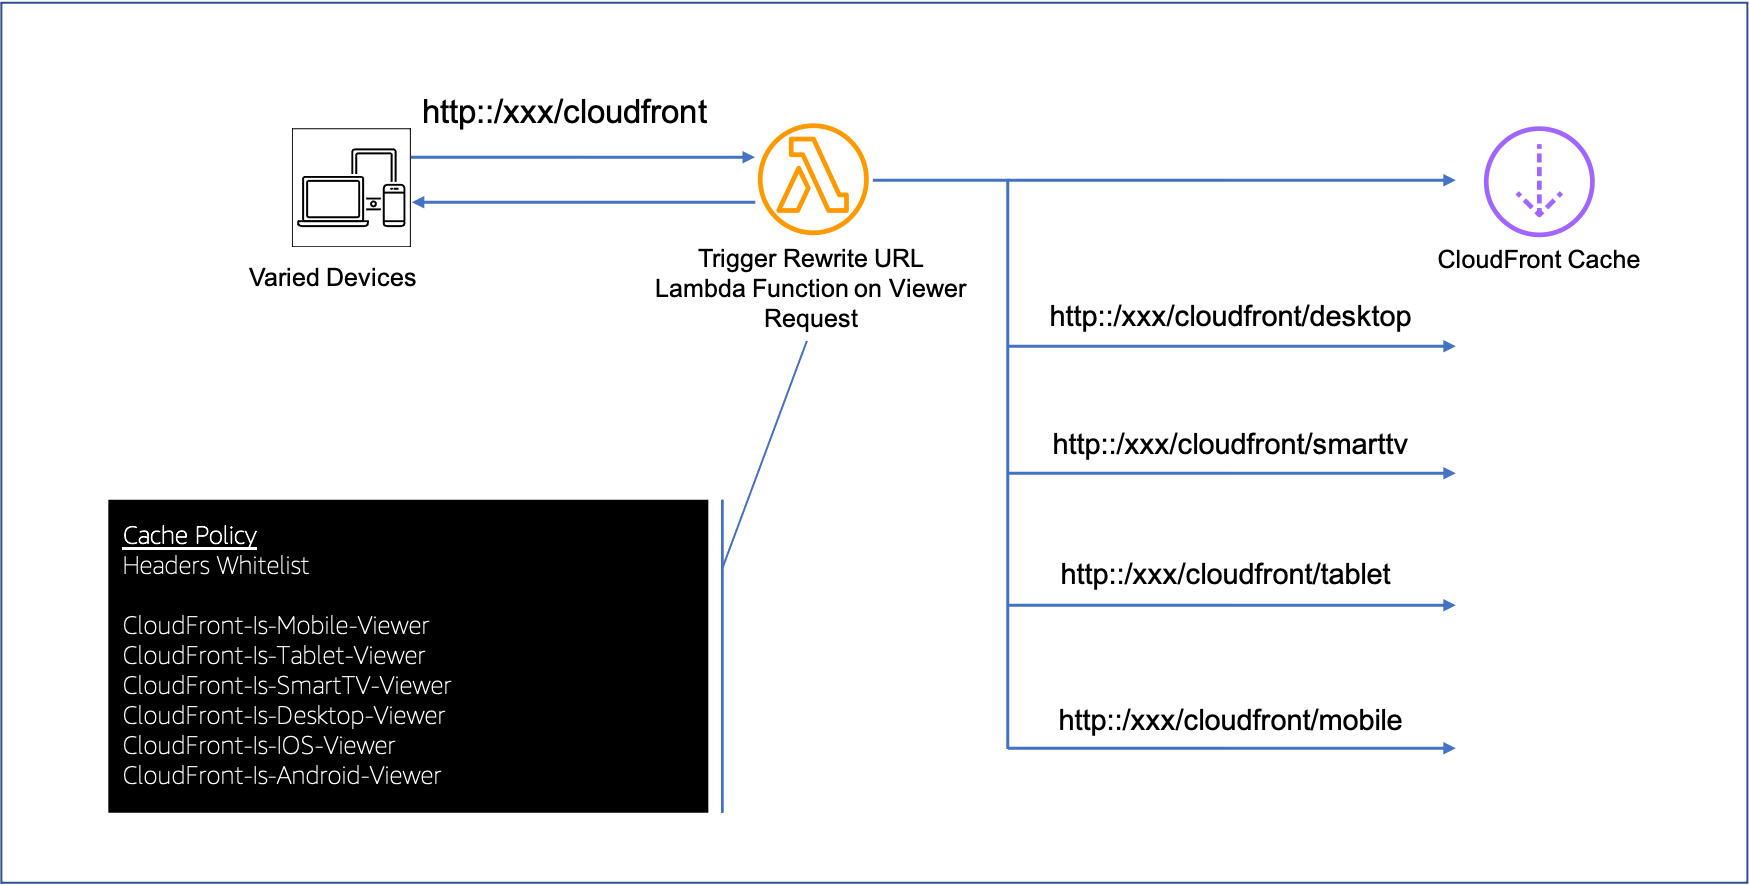 http::/xxx/cloudfront
Varied Devices
Trigger Rewrite URL
Lambda Function on Viewer
Request
CloudFront Cache
http::/xxx/cloudfront/desktop
http::/xxx/cloudfront/smarttv
http::/xxx/cloudfront/tablet
http::/xxx/cloudfront/mobile
Cache Policy
Headers Whitelist
CloudFront-Is-Mobile-Viewer
CloudFront-Is-Tablet-Viewer
CloudFront-Is-SmartTV-Viewer
CloudFront-Is-Desktop-Viewer
CloudFront-Is-IOS-Viewer
CloudFront-Is-Android-Viewer